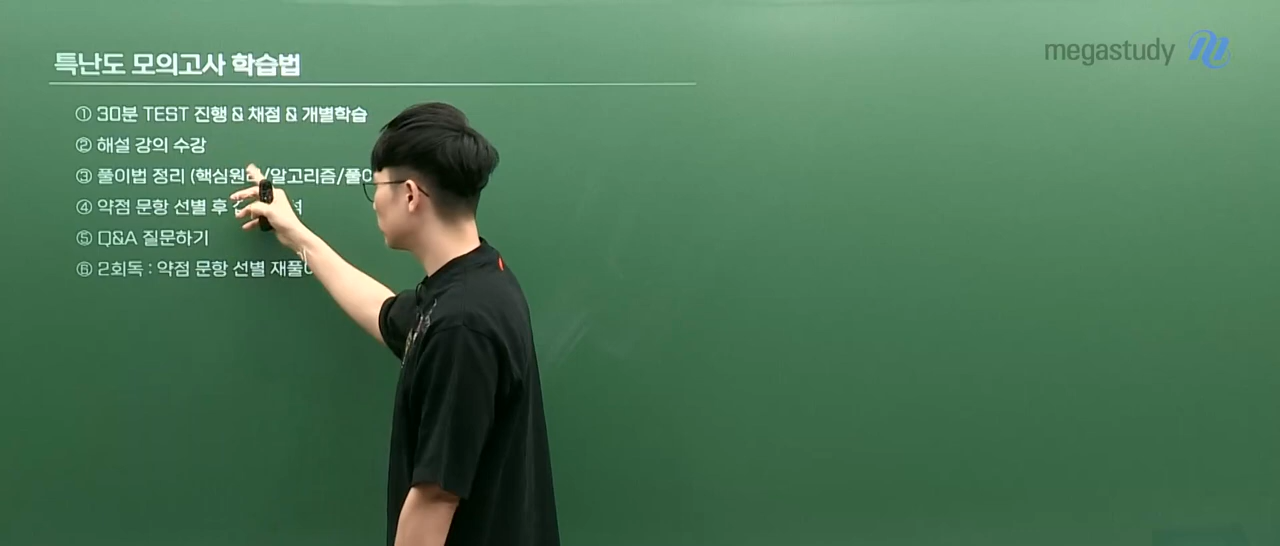 특난도 모의고사 학습법
megastudy
① 30분 TEST 진행 & 채점 & 개별학습
② 해설 강의 수강
③ 풀이법 정리 (핵심원리/알고리즘/풀이
④ 약점 문항 선별 후
⑤ Q&A 질문하기
⑥ 2회독 : 약점 문항 선별 재풀이